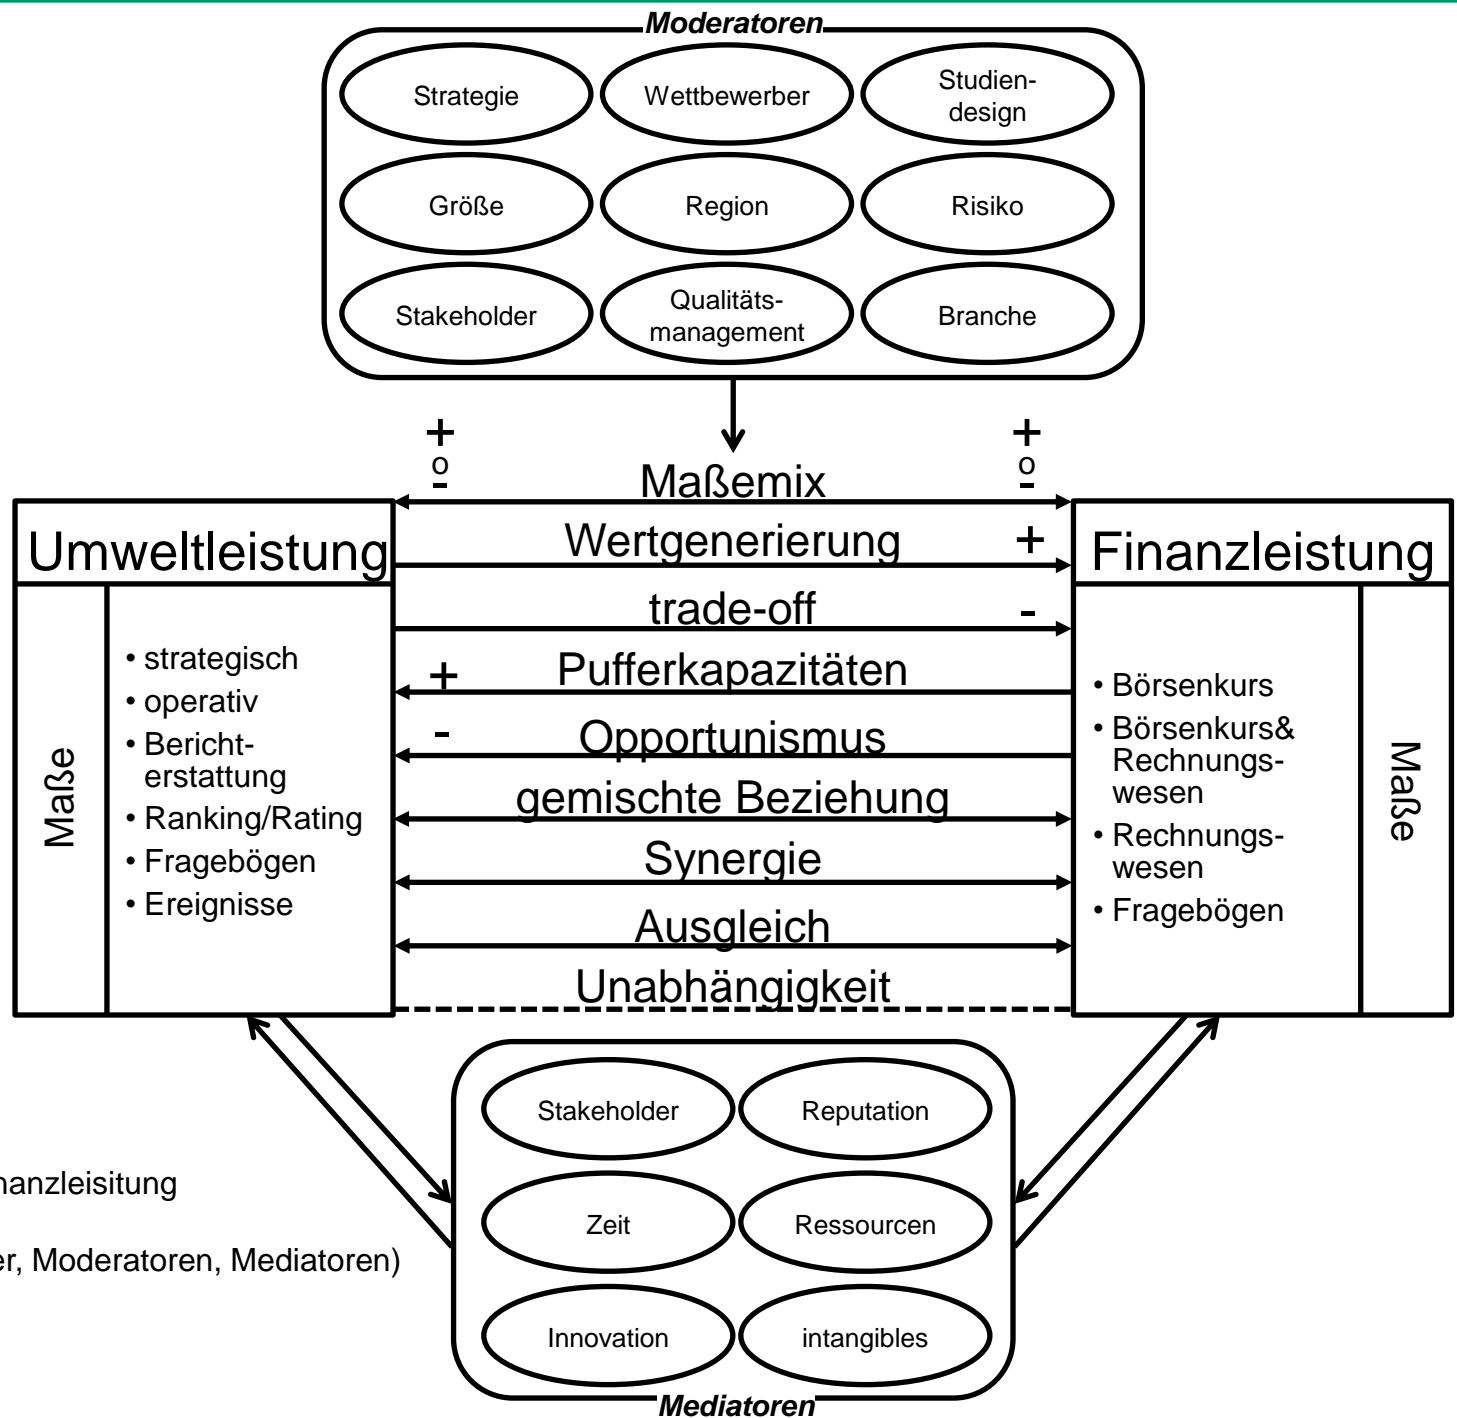 Moderatoren
Strategie
Wettbewerber
Studien-
design
Größe
Region
Risiko
Stakeholder
Qualitäts-
management
Branche
+
o
-
+
o
-
Maßemix
Umweltleistung
Maße
• strategisch
• operativ
• Bericht-
erstattung
• Ranking/Rating
• Fragebögen
• Ereignisse
Wertgenerierung +
trade-off -
+ Pufferkapazitäten
- Opportunismus
gemischte Beziehung
Synergie
Ausgleich
Unabhängigkeit
Finanzleistung
• Börsenkurs
• Börsenkurs&
Rechnungs-
wesen
• Rechnungs-
wesen
• Fragebögen
Maße
Stakeholder
Reputation
Zeit
Ressourcen
Innovation
intangibles
Mediatoren
nanzleisitung
er, Moderatoren, Mediatoren)